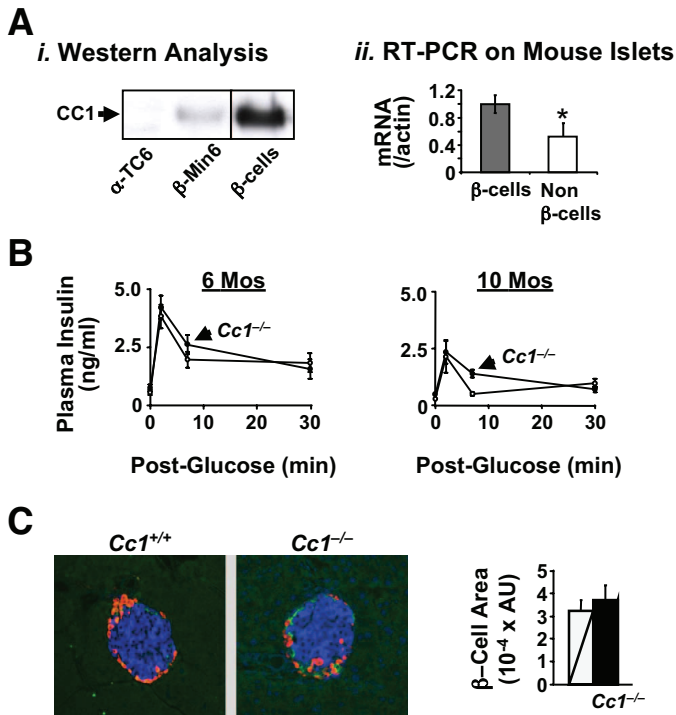 A
i. Western Analysis
ii. RT-PCR on Mouse Islets
CC1
α-TC6
β-Min6
β-cells
mRNA
(/actin)
1.2
0.8
0.4
0
*
β-cells
Non
β-cells
B
6 Mos
10 Mos
Plasma Insulin
(ng/ml)
5.0
2.5
0
Cc1–/–
0
10
20
30
Post-Glucose (min)
5.0
2.5
0
Cc1–/–
0
10
20
30
Post-Glucose (min)
C
Cc1+/+
Cc1–/–
β–Cell Area
(10-4 x AU)
5
4
3
2
1
0
Cc1–/–